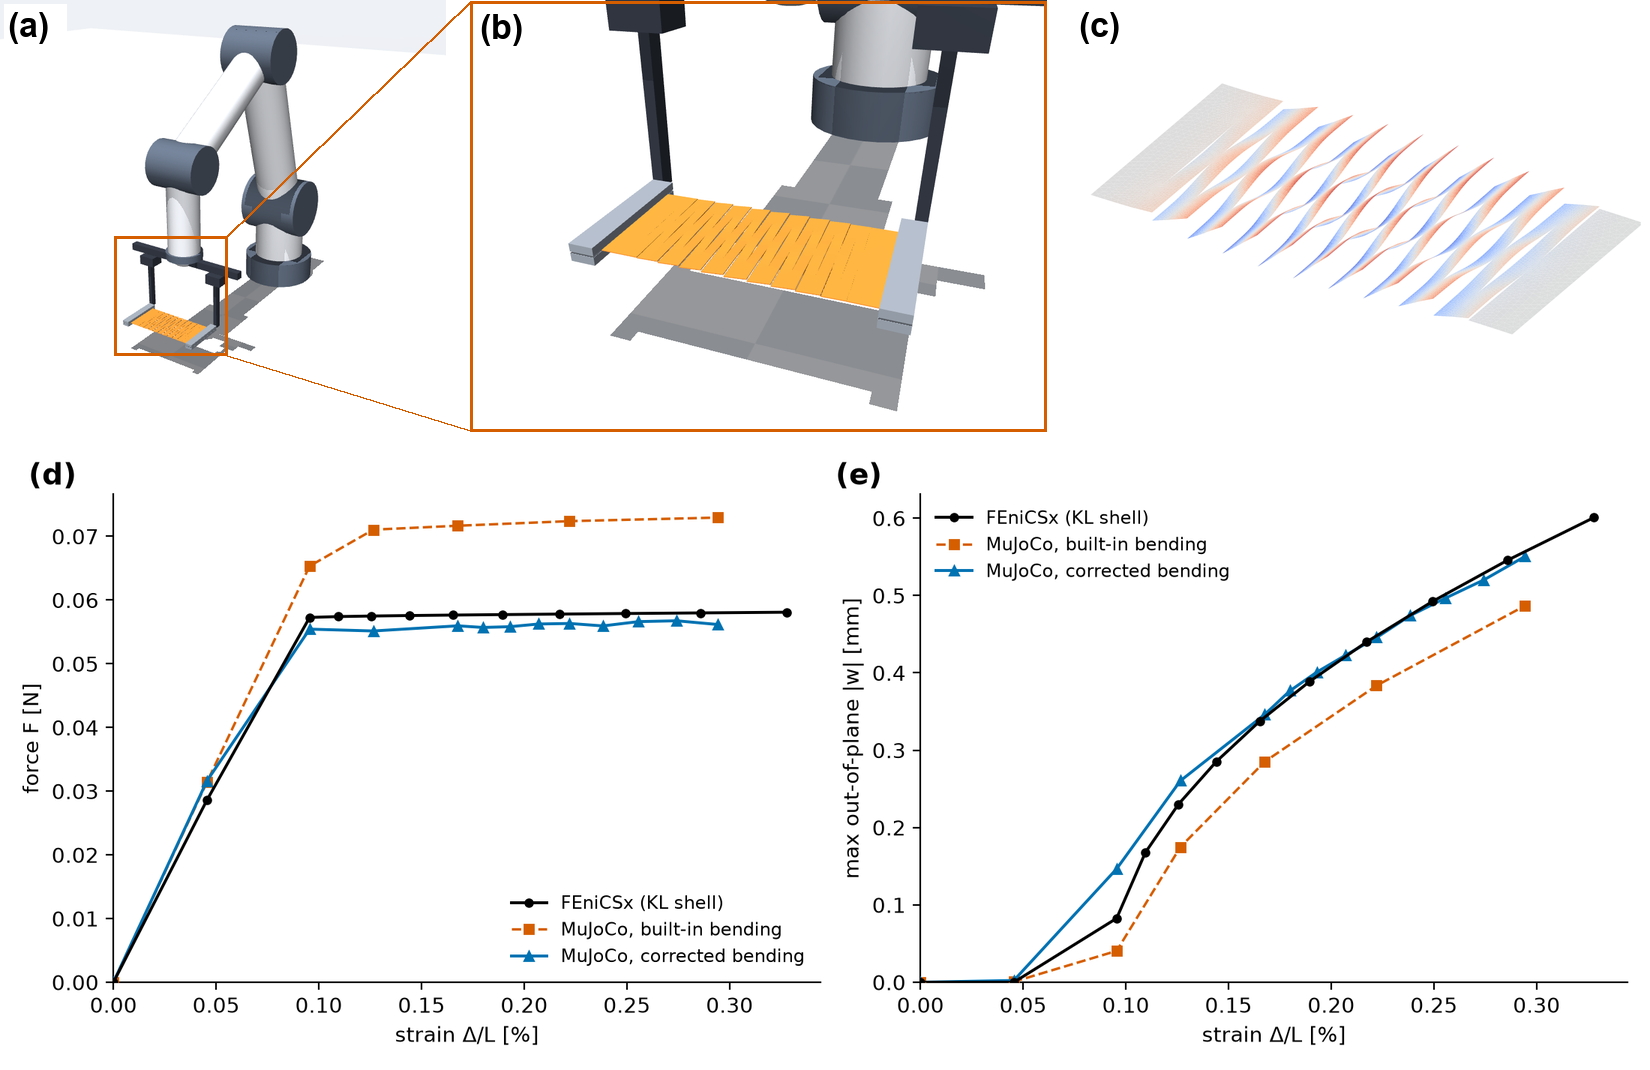 (a)
(b)
(c)
(d)
force F [N]
0.07
0.06
0.05
0.04
0.03
0.02
0.01
0.00
FEniCSx (KL shell)
MuJoCo, built-in bending
MuJoCo, corrected bending
0.00 0.05 0.10 0.15 0.20 0.25 0.30
strain Δ/L [%]
(e)
max out-of-plane |w| [mm]
0.6
0.5
0.4
0.3
0.2
0.1
0.0
FEniCSx (KL shell)
MuJoCo, built-in bending
MuJoCo, corrected bending
0.00 0.05 0.10 0.15 0.20 0.25 0.30
strain Δ/L [%]